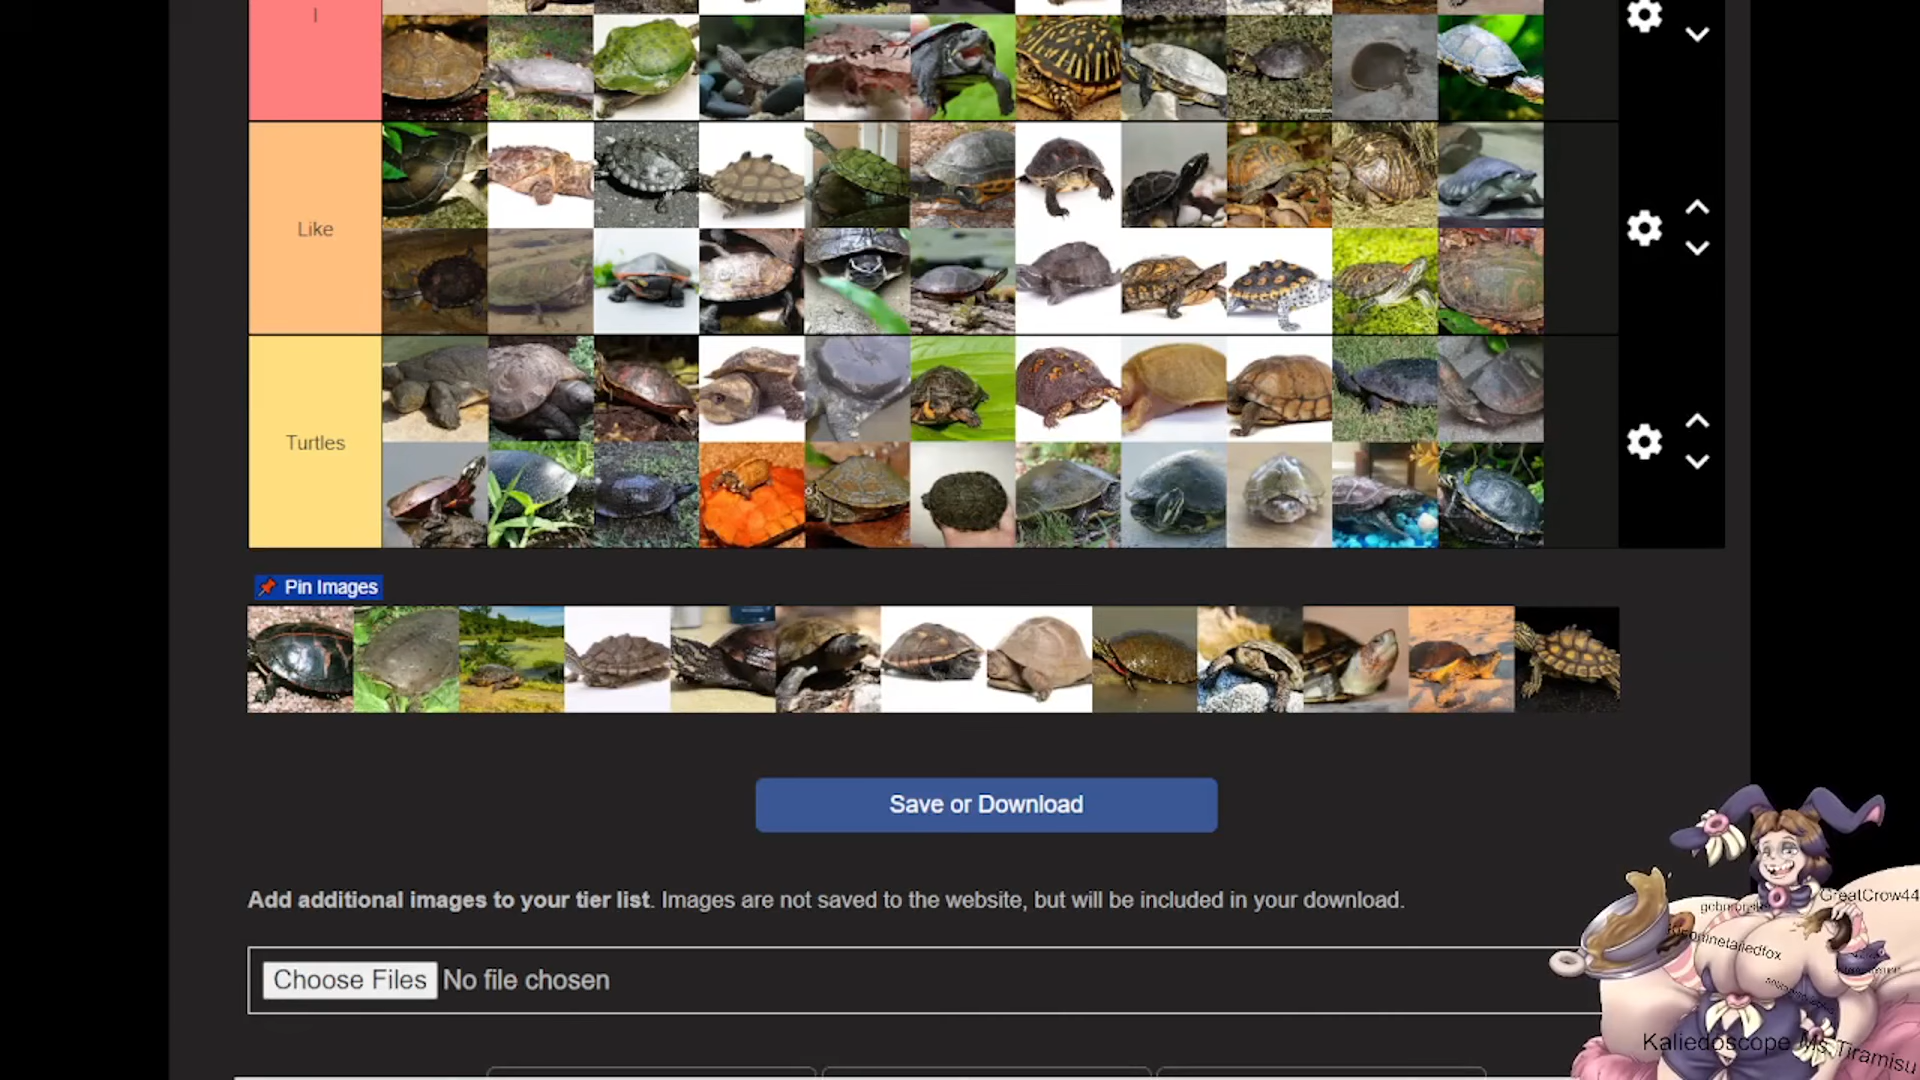 I
Like
Turtles
Pin Images
Save or Download
Add additional images to your tier list. Images are not saved to the website, but will be included in your download.
Choose Files No file chosen
GreatCrow44
Kaliedoscope Ms Tiramisu